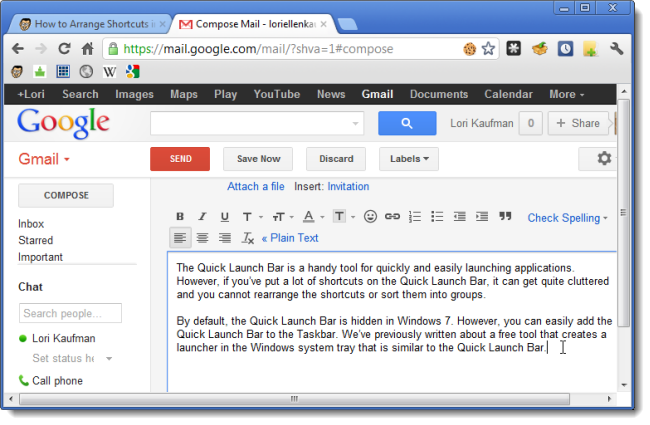 How to Arrange Shortcuts in
Compose Mail - loriellenkau
https://mail.google.com/mail/?shva=1#compose
W
+Lori Search Images Maps Play YouTube News Gmail Documents Calendar More
Google
Lori Kaufman 0 + Share
Gmail
SEND Save Now Discard Labels
COMPOSE
Attach a file Insert: Invitation
Inbox
Starred
Important
B I U T TT A T Check Spelling
Tx « Plain Text
Chat
Search people...
Lori Kaufman
Set status he
Call phone
The Quick Launch Bar is a handy tool for quickly and easily launching applications.
However, if you've put a lot of shortcuts on the Quick Launch Bar, it can get quite cluttered
and you cannot rearrange the shortcuts or sort them into groups.
By default, the Quick Launch Bar is hidden in Windows 7. However, you can easily add the
Quick Launch Bar to the Taskbar. We've previously written about a free tool that creates a
launcher in the Windows system tray that is similar to the Quick Launch Bar.